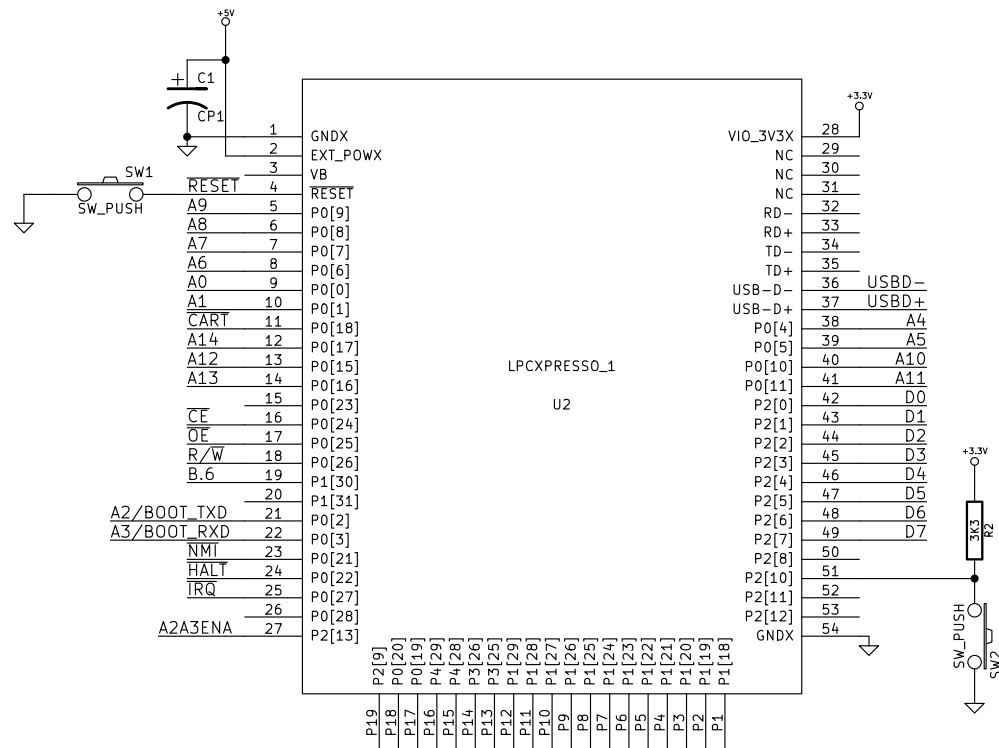 +5V
C1
CP1
+3.3V
1 GNDX
2 EXT_POWX
3 VB
SW1
SW_PUSH
RESET 4 RESET
A9 5 P0[9]
A8 6 P0[8]
A7 7 P0[7]
A6 8 P0[6]
A0 9 P0[0]
A1 10 P0[1]
CART 11 P0[18]
A14 12 P0[17]
A12 13 P0[15]
A13 14 P0[16]
15 P0[23]
CE 16 P0[24]
OE 17 P0[25]
R/W 18 P0[26]
B.6 19 P1[30]
20 P1[31]
A2/BOOT_TXD 21 P0[2]
A3/BOOT_RXD 22 P0[3]
NMI 23 P0[21]
HALT 24 P0[22]
IRQ 25 P0[27]
26 P0[28]
A2A3ENA 27 P2[13]
LPCXPRESSO_1
U2
VIO_3V3X 28
NC 29
NC 30
NC 31
RD- 32
RD+ 33
TD- 34
TD+ 35
USB-D- 36 USBD-
USB-D+ 37 USBD+
P0[4] 38 A4
P0[5] 39 A5
P0[10] 40 A10
P0[11] 41 A11
P2[0] 42 D0
P2[1] 43 D1
P2[2] 44 D2
P2[3] 45 D3
P2[4] 46 D4
P2[5] 47 D5
P2[6] 48 D6
P2[7] 49 D7
P2[8] 50
P2[10] 51
P2[11] 52
P2[12] 53
GNDX 54
+3.3V
3K3
R2
SW_PUSH
SW2
P2[9] P19
P0[20] P18
P0[19] P17
P4[29] P16
P4[28] P15
P3[26] P14
P3[25] P13
P1[29] P12
P1[28] P11
P1[27] P10
P1[26] P9
P1[25] P8
P1[24] P7
P1[23] P6
P1[22] P5
P1[21] P4
P1[20] P3
P1[19] P2
P1[18] P1